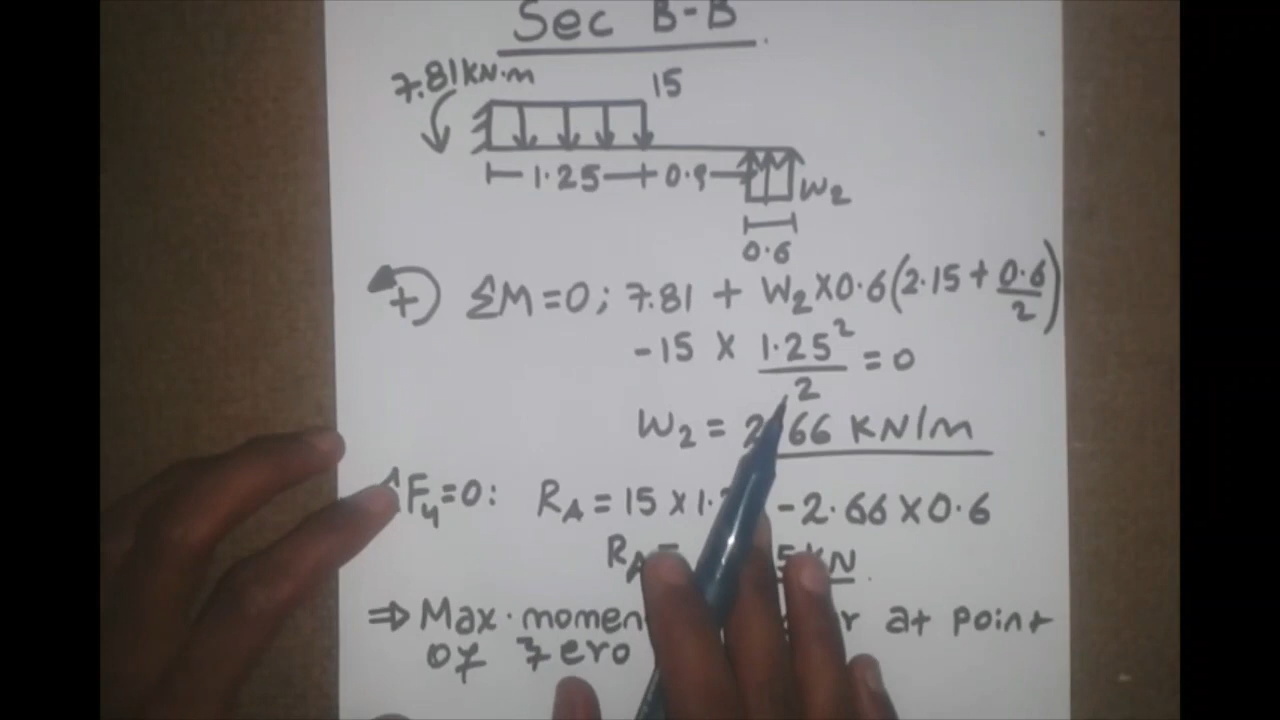 Sec B-B
7.81KN·m
15
1.25 0.9 W2
0.6
+ ΣM=0; 7.81 + W2×0.6(2.15+0.6/2)
-15 × 1.25²/2 = 0
W2 = 2.66 KN/m
Fy=0: RA = 15 × 1. -2.66×0.6
RA= KN
⇒ Max. at point
of zero